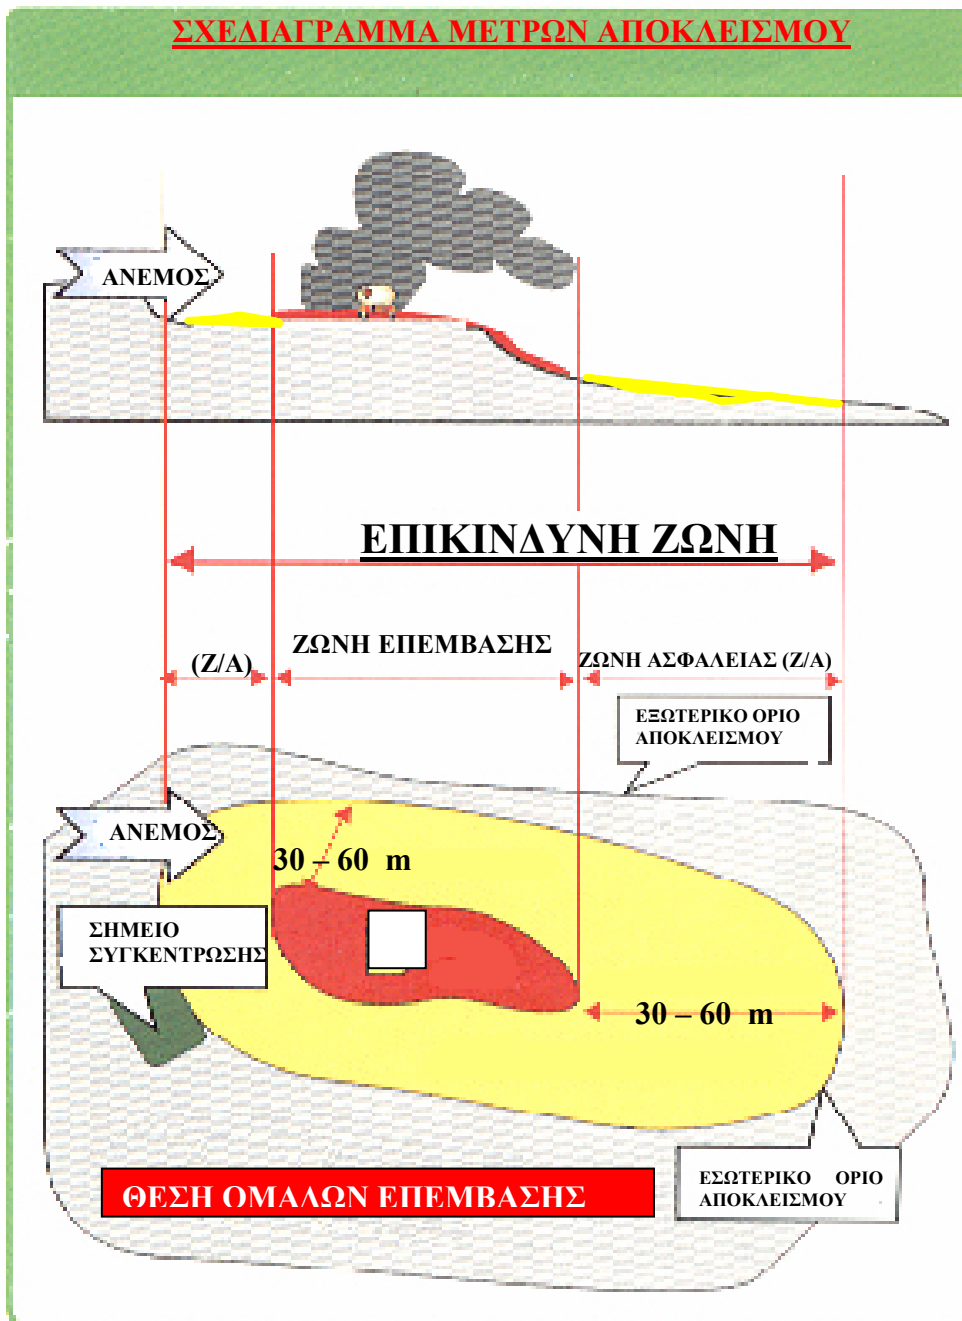 ΣΧΕΔΙΑΓΡΑΜΜΑ ΜΕΤΡΩΝ ΑΠΟΚΛΕΙΣΜΟΥ
ΑΝΕΜΟΣ
ΕΠΙΚΙΝΔΥΝΗ ΖΩΝΗ
(Ζ/Α)
ΖΩΝΗ ΕΠΕΜΒΑΣΗΣ
ΖΩΝΗ ΑΣΦΑΛΕΙΑΣ (Ζ/Α)
ΕΞΩΤΕΡΙΚΟ ΟΡΙΟ
ΑΠΟΚΛΕΙΣΜΟΥ
ΑΝΕΜΟΣ
30 – 60 m
ΣΗΜΕΙΟ
ΣΥΓΚΕΝΤΡΩΣΗΣ
30 – 60 m
ΕΣΩΤΕΡΙΚΟ ΟΡΙΟ
ΑΠΟΚΛΕΙΣΜΟΥ
ΘΕΣΗ ΟΜΑΛΩΝ ΕΠΕΜΒΑΣΗΣ